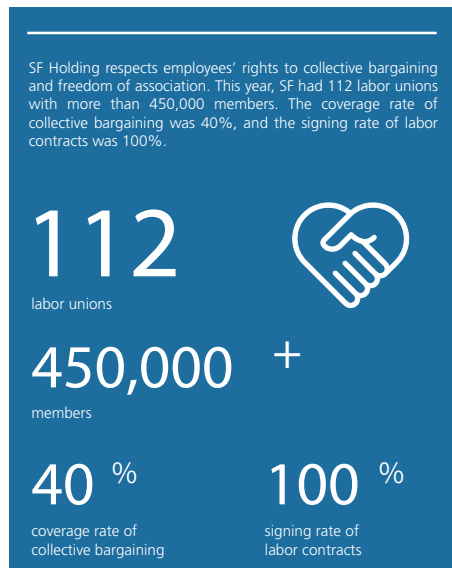 SF Holding respects employees’ rights to collective bargaining
and freedom of association. This year, SF had 112 labor unions
with more than 450,000 members. The coverage rate of
collective bargaining was 40%, and the signing rate of labor
contracts was 100%.
112
labor unions
450,000 +
members
40 %
coverage rate of
collective bargaining
100 %
signing rate of
labor contracts